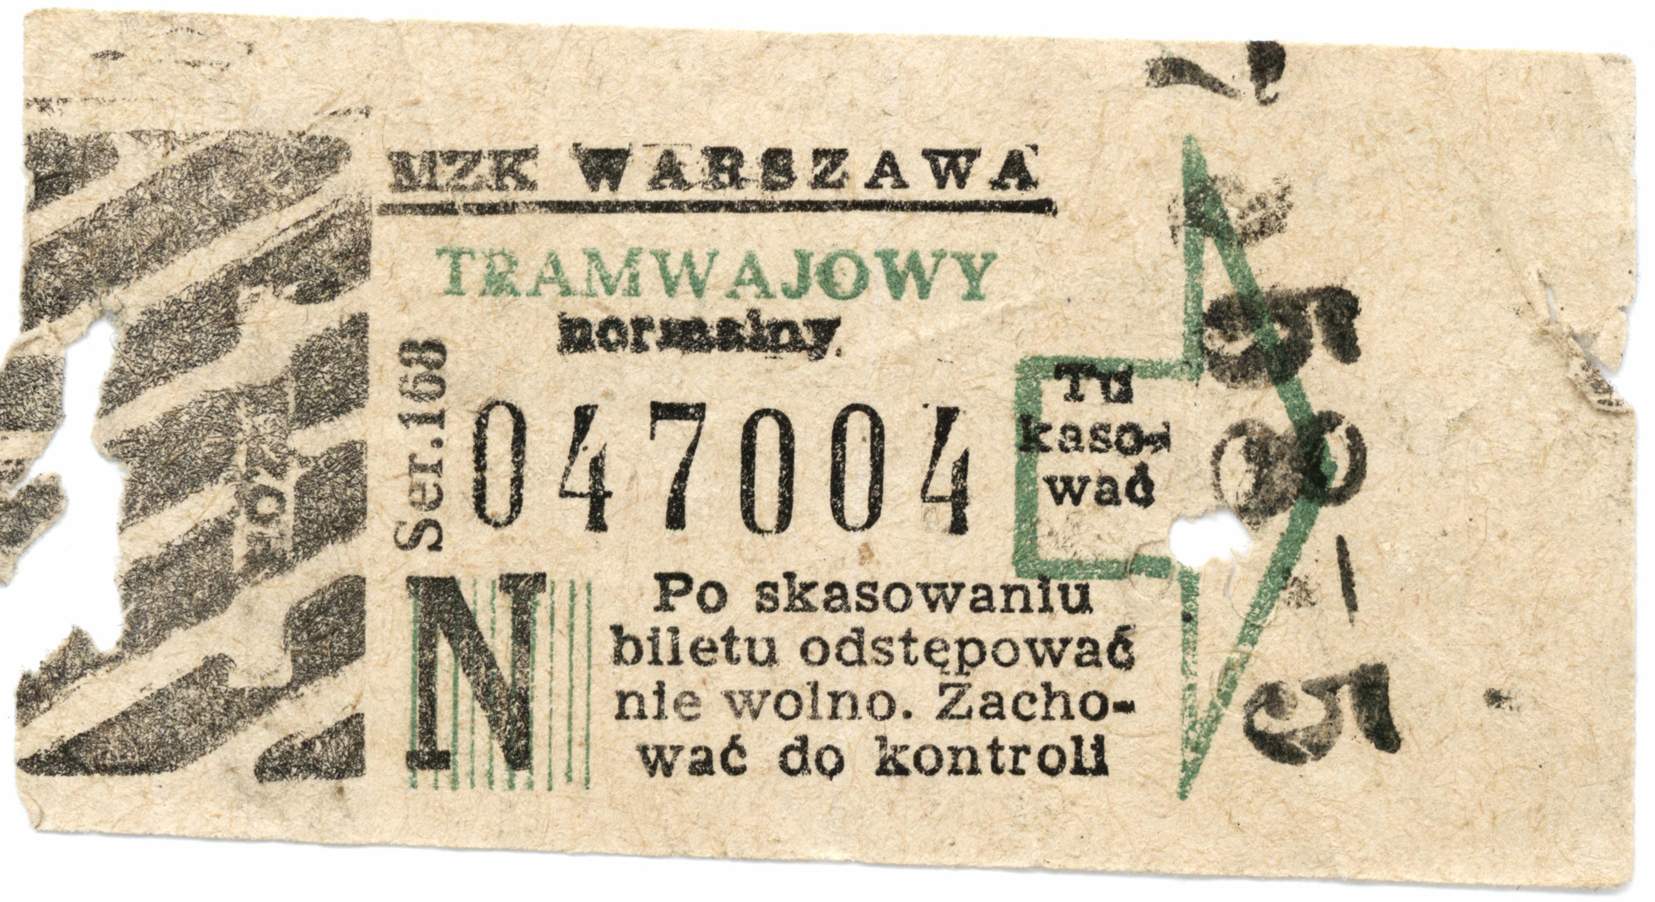 MZK WARSZAWA
TRAMWAJOWY
normalny
Ser.168
047004
Tu
kaso-
wać
N
Po skasowaniu
biletu odstępować
nie wolno. Zacho-
wać do kontroli